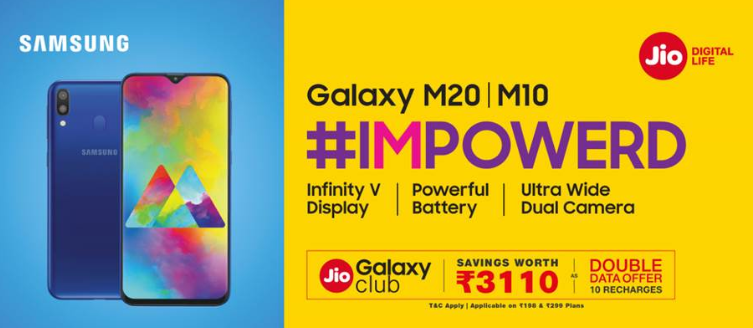 SAMSUNG
SAMSUNG
Jio DIGITAL
LIFE
Galaxy M20 | M10
#IMPOWERD
Infinity V
Display
Powerful
Battery
Ultra Wide
Dual Camera
Jio Galaxy
club
SAVINGS WORTH
₹3110
AS
DOUBLE
DATA OFFER
10 RECHARGES
T&C Apply | Applicable on ₹198 & ₹299 Plans